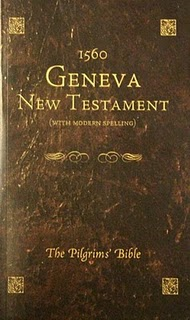 1560
GENEVA
NEW TESTAMENT
(WITH MODERN SPELLING)
The Pilgrims' Bible